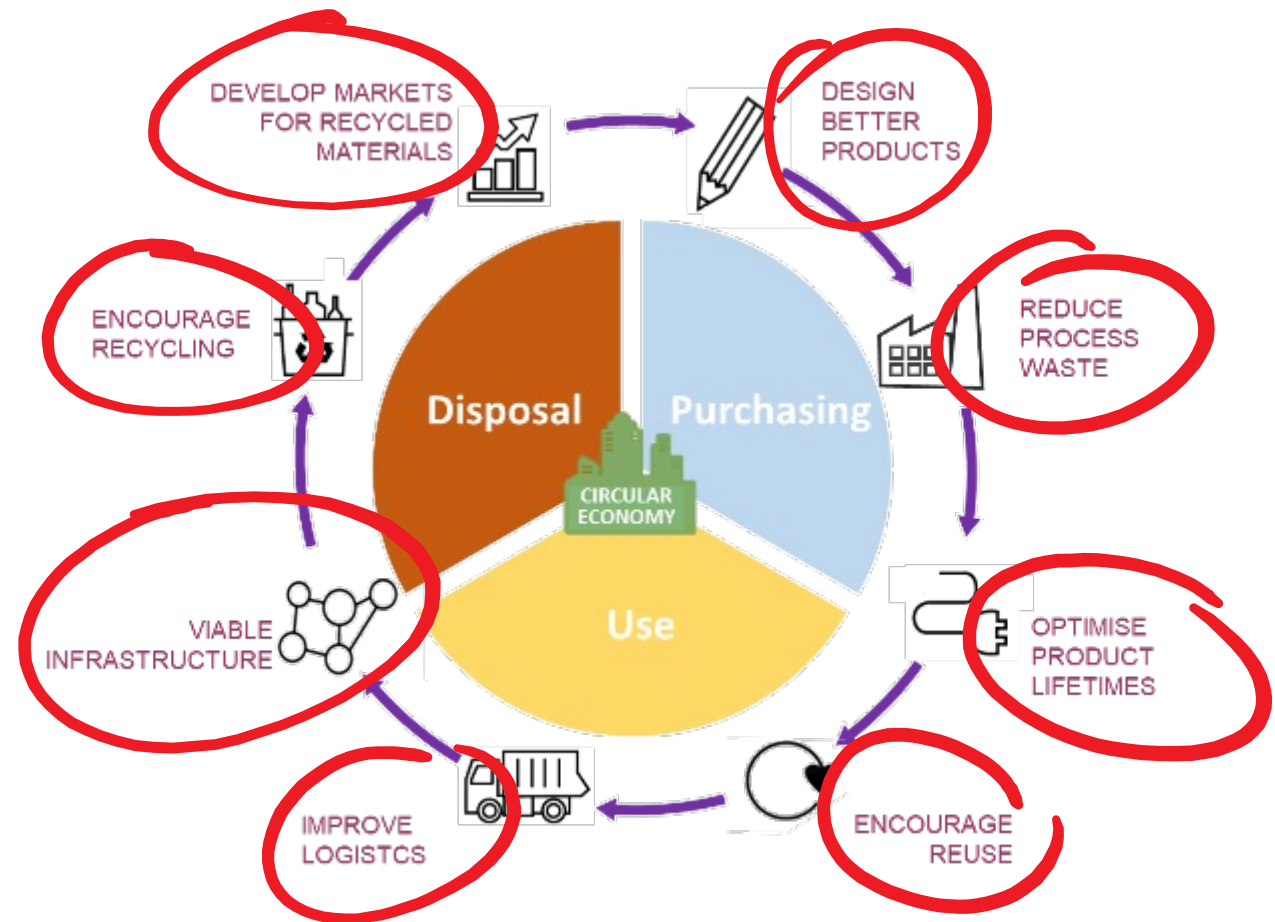 DEVELOP MARKETS
FOR RECYCLED
MATERIALS
DESIGN
BETTER
PRODUCTS
REDUCE
PROCESS
WASTE
OPTIMISE
PRODUCT
LIFETIMES
ENCOURAGE
REUSE
IMPROVE
LOGISTCS
VIABLE
INFRASTRUCTURE
ENCOURAGE
RECYCLING
Disposal
Purchasing
CIRCULAR
ECONOMY
Use